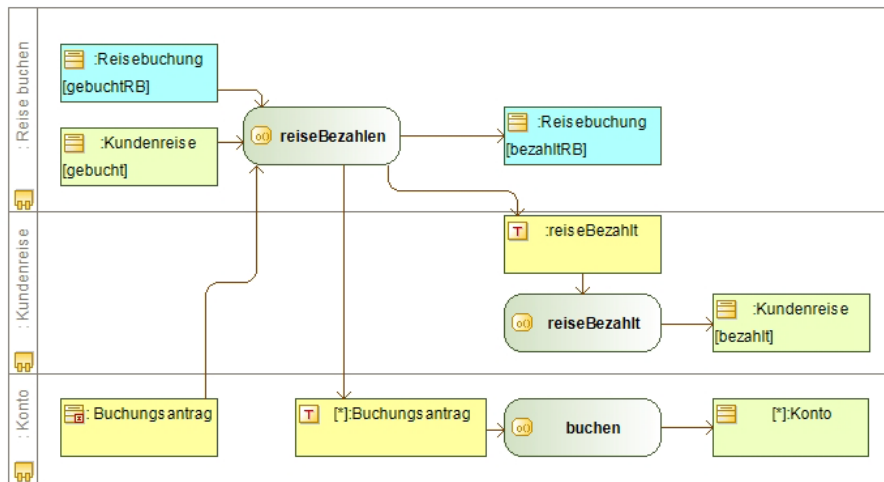 : Reise buchen
:Reisebuchung
[gebuchtRB]
:Kundenreise
[gebucht]
reiseBezahlen
:Reisebuchung
[bezahltRB]
: Kundenreise
:reiseBezahlt
reiseBezahlt
:Kundenreise
[bezahlt]
: Konto
: Buchungsantrag
[*]:Buchungsantrag
buchen
[*]:Konto